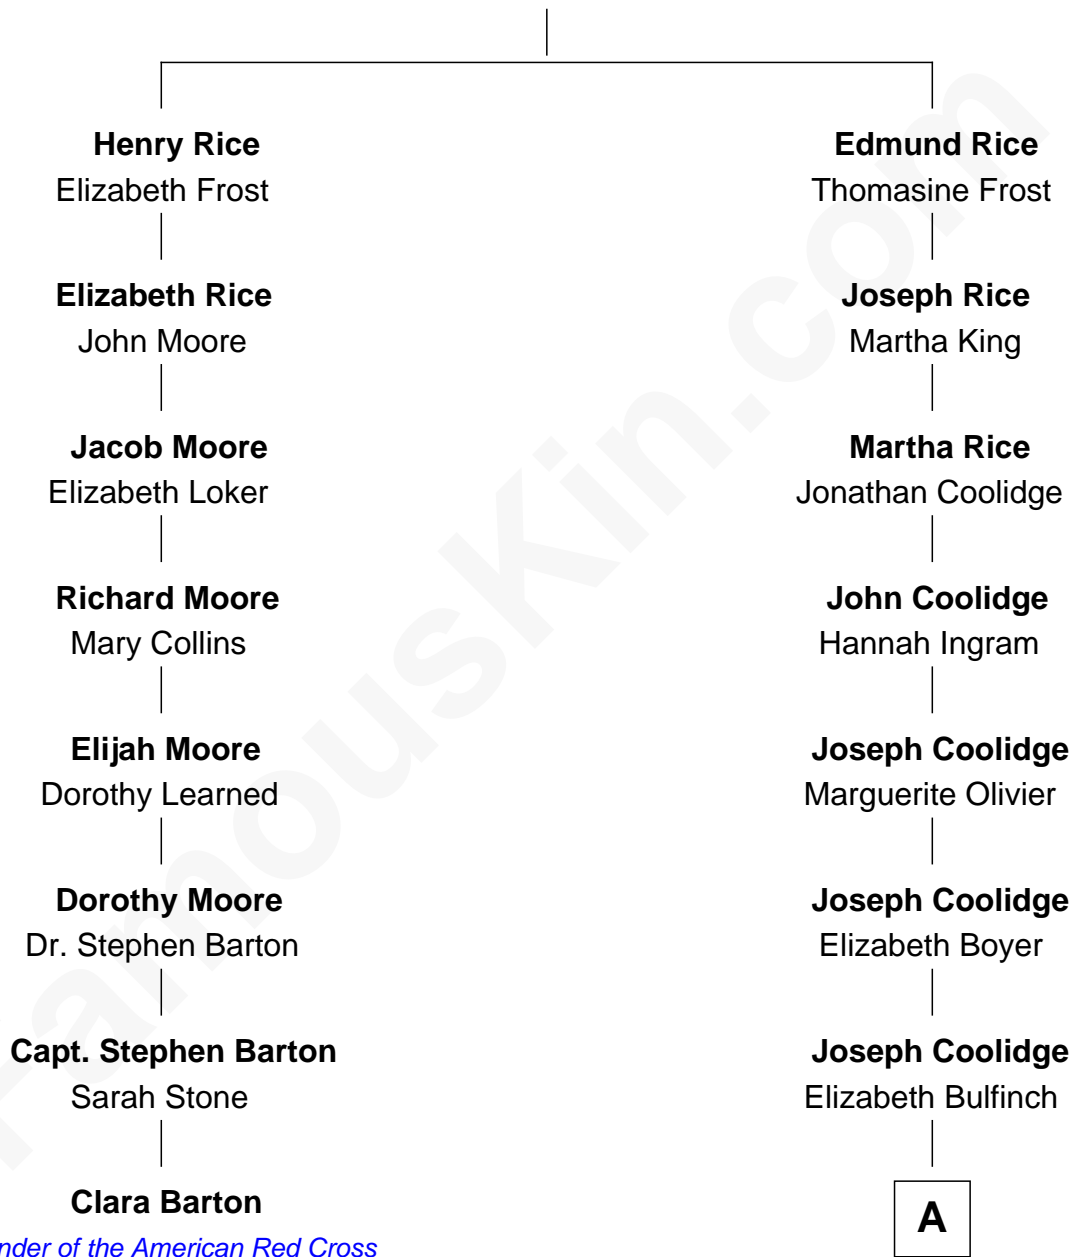 Henry Rice
Elizabeth Frost
Elizabeth Rice
John Moore
Jacob Moore
Elizabeth Loker
Richard Moore
Mary Collins
Elijah Moore
Dorothy Learned
Dorothy Moore
Dr. Stephen Barton
Capt. Stephen Barton
Sarah Stone
Clara Barton
nder of the American Red Cross
Edmund Rice
Thomasine Frost
Joseph Rice
Martha King
Martha Rice
Jonathan Coolidge
John Coolidge
Hannah Ingram
Joseph Coolidge
Marguerite Olivier
Joseph Coolidge
Elizabeth Boyer
Joseph Coolidge
Elizabeth Bulfinch
A
FamousKin.com